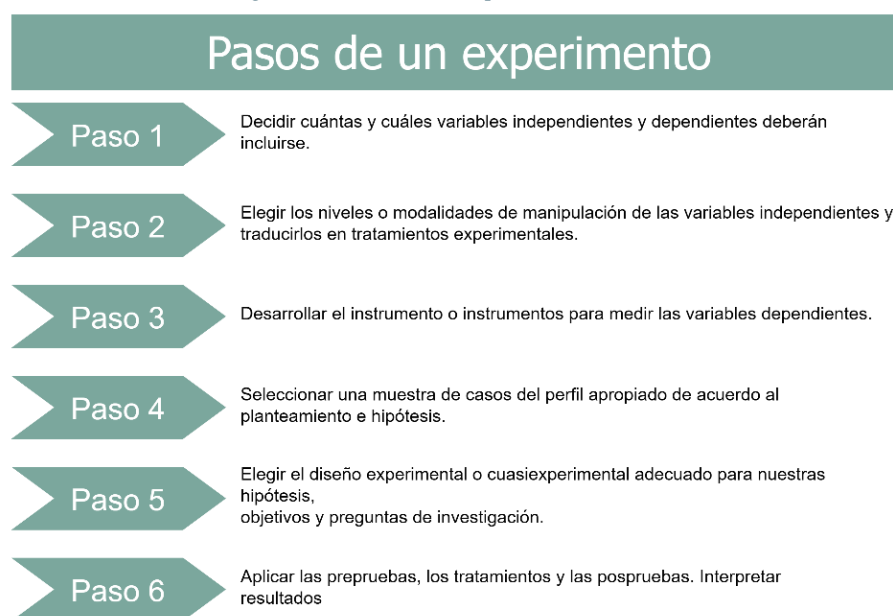 Pasos de un experimento
Paso 1
Decidir cuántas y cuáles variables independientes y dependientes deberán
incluirse.
Paso 2
Elegir los niveles o modalidades de manipulación de las variables independientes y
traducirlos en tratamientos experimentales.
Paso 3
Desarrollar el instrumento o instrumentos para medir las variables dependientes.
Paso 4
Seleccionar una muestra de casos del perfil apropiado de acuerdo al
planteamiento e hipótesis.
Paso 5
Elegir el diseño experimental o cuasiexperimental adecuado para nuestras
hipótesis,
objetivos y preguntas de investigación.
Paso 6
Aplicar las prepruebas, los tratamientos y las pospruebas. Interpretar
resultados